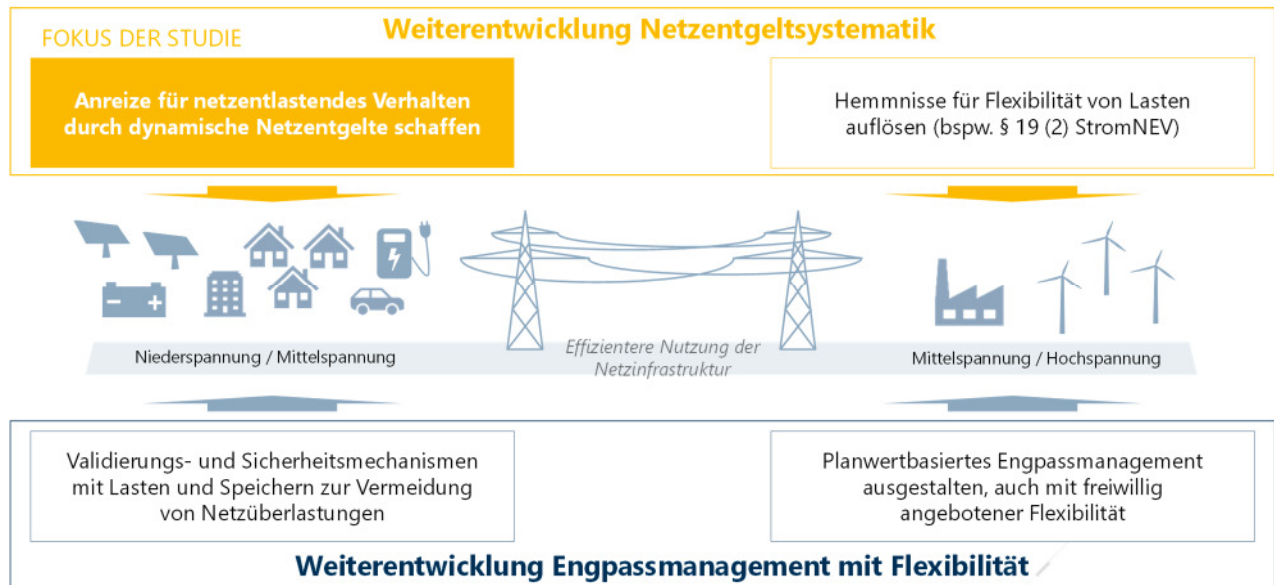 Weiterentwicklung Netzentgeltsystematik
FOKUS DER STUDIE
Anreize für netzentlastendes Verhalten
durch dynamische Netzentgelte schaffen
Hemmnisse für Flexibilität von Lasten
auflösen (bspw. § 19 (2) StromNEV)
Niederspannung / Mittelspannung
Effizientere Nutzung der
Netzinfrastruktur
Mittelspannung / Hochspannung
Validierungs- und Sicherheitsmechanismen
mit Lasten und Speichern zur Vermeidung
von Netzüberlastungen
Planwertbasiertes Engpassmanagement
ausgestalten, auch mit freiwillig
angebotener Flexibilität
Weiterentwicklung Engpassmanagement mit Flexibilität